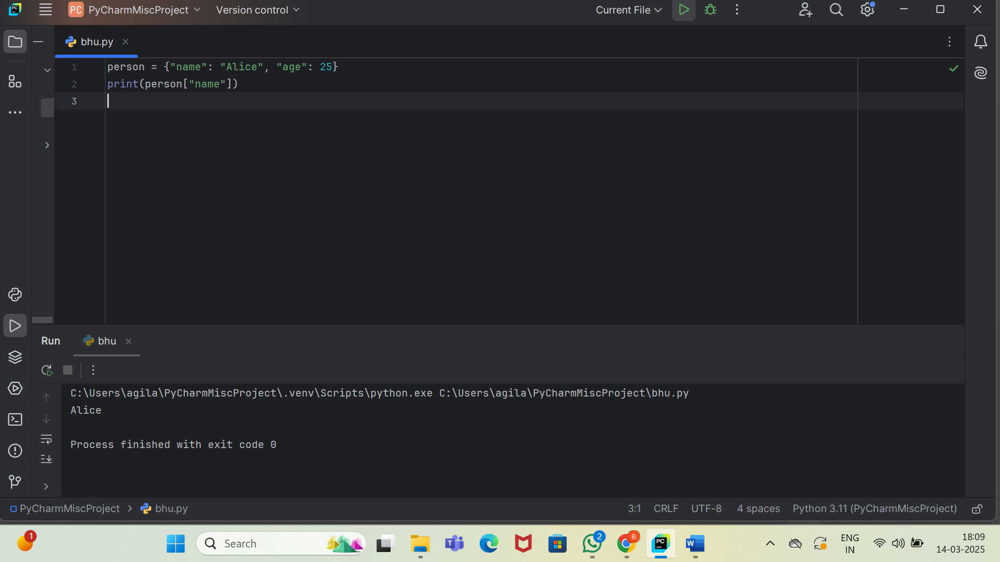 PC PyCharmMiscProject Version control Current File
bhu.py
1 person = {"name": "Alice", "age": 25}
2 print(person["name"])
3
Run bhu
C:\Users\agila\PyCharmMiscProject\.venv\Scripts\python.exe C:\Users\agila\PyCharmMiscProject\bhu.py
Alice
Process finished with exit code 0
PyCharmMiscProject > bhu.py 3:1 CRLF UTF-8 4 spaces Python 3.11 (PyCharmMiscProject)
1 Search T 2 B PC W ENG 18:09
IN 14-03-2025